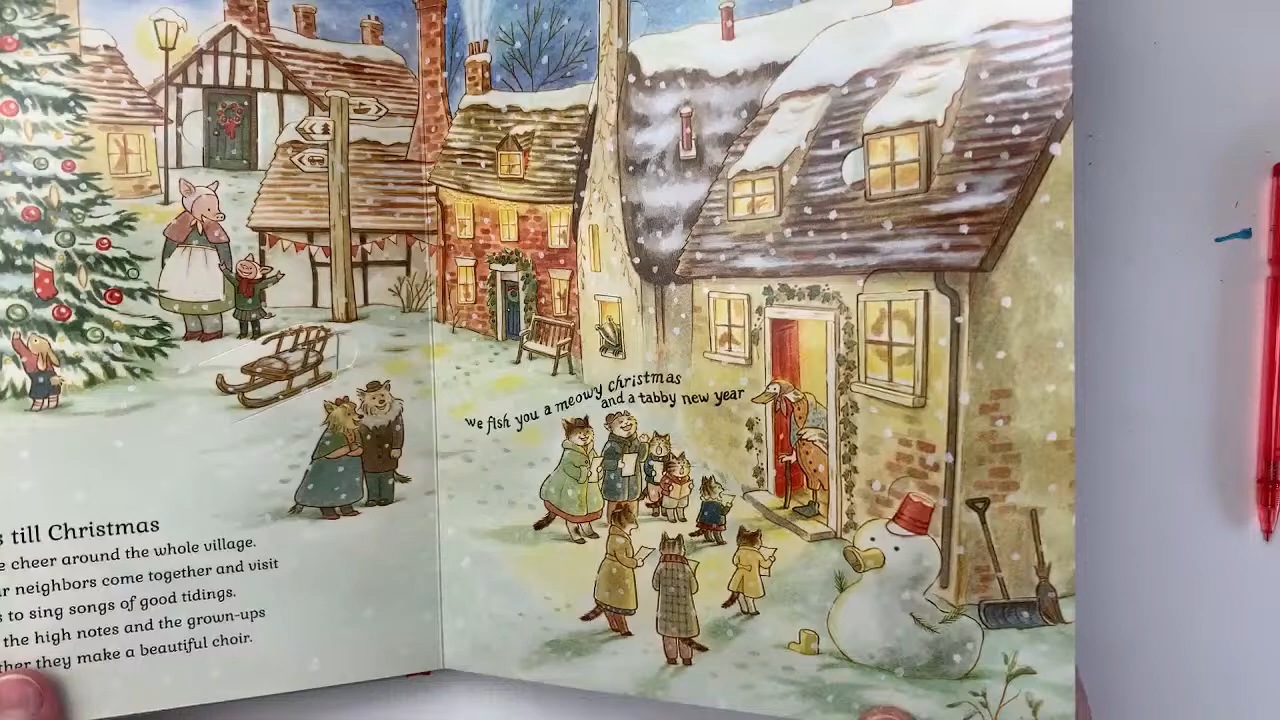 we fish you a meowy christmas
and a tabby new year
till Christmas
cheer around the whole village.
neighbors come together and visit
to sing songs of good tidings.
the high notes and the grown-ups
they make a beautiful choir.